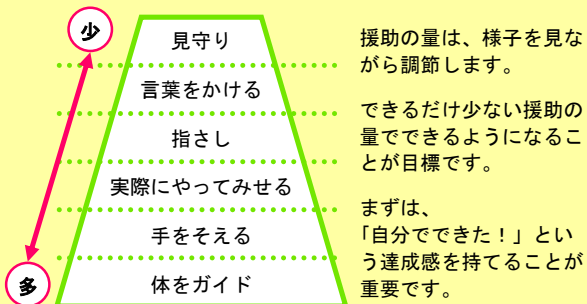 少
見守り
言葉をかける
指さし
実際にやってみせる
手をそえる
体をガイド
多
援助の量は、様子を見な
がら調節します。
できるだけ少ない援助の
量でできるようになるこ
とが目標です。
まずは、
「自分でできた！」とい
う達成感を持てることが
重要です。